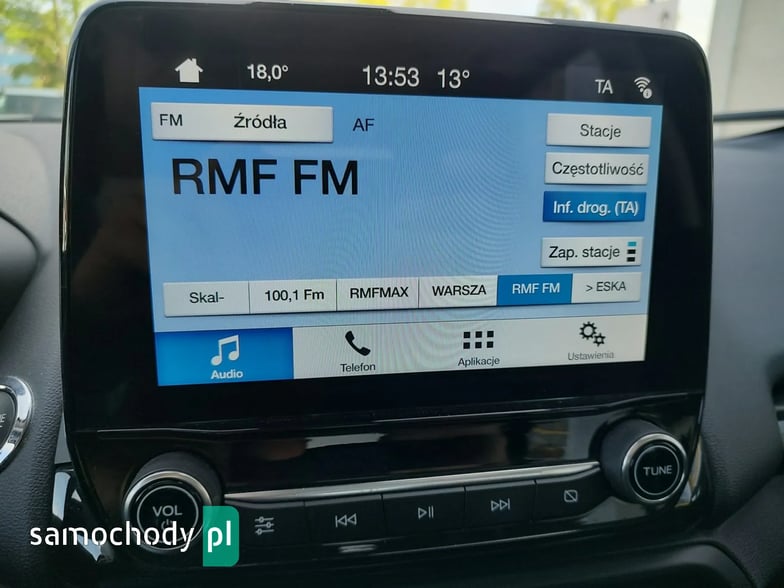 18,0° 13:53 13° TA
FM Źródła AF Stacje
RMF FM
Częstotliwość
Inf. drog. (TA)
Zap. stacje
Skal- 100,1 Fm RMFMAX WARSZA RMF FM > ESKA
Audio Telefon Aplikacje Ustawienia
VOL TUNE
samochody pl